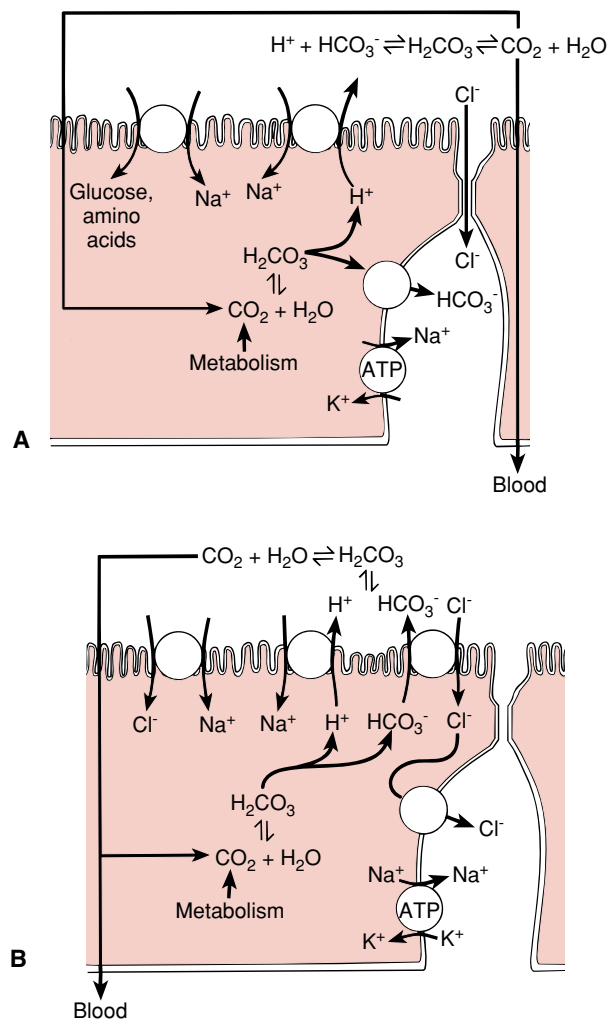 H⁺ + HCO₃⁻ ⇌ H₂CO₃ ⇌ CO₂ + H₂O
Cl⁻
Glucose,
amino
acids
Na⁺
Na⁺
H⁺
Cl⁻
H₂CO₃
⇌
HCO₃⁻
CO₂ + H₂O
Na⁺
Metabolism
ATP
K⁺
A
Blood
CO₂ + H₂O ⇌ H₂CO₃
⇌
H⁺ HCO₃⁻ Cl⁻
Cl⁻ Na⁺ Na⁺ H⁺ HCO₃⁻ Cl⁻
H₂CO₃
⇌
Cl⁻
CO₂ + H₂O
Na⁺ Na⁺
Metabolism
ATP
K⁺ K⁺
B
Blood